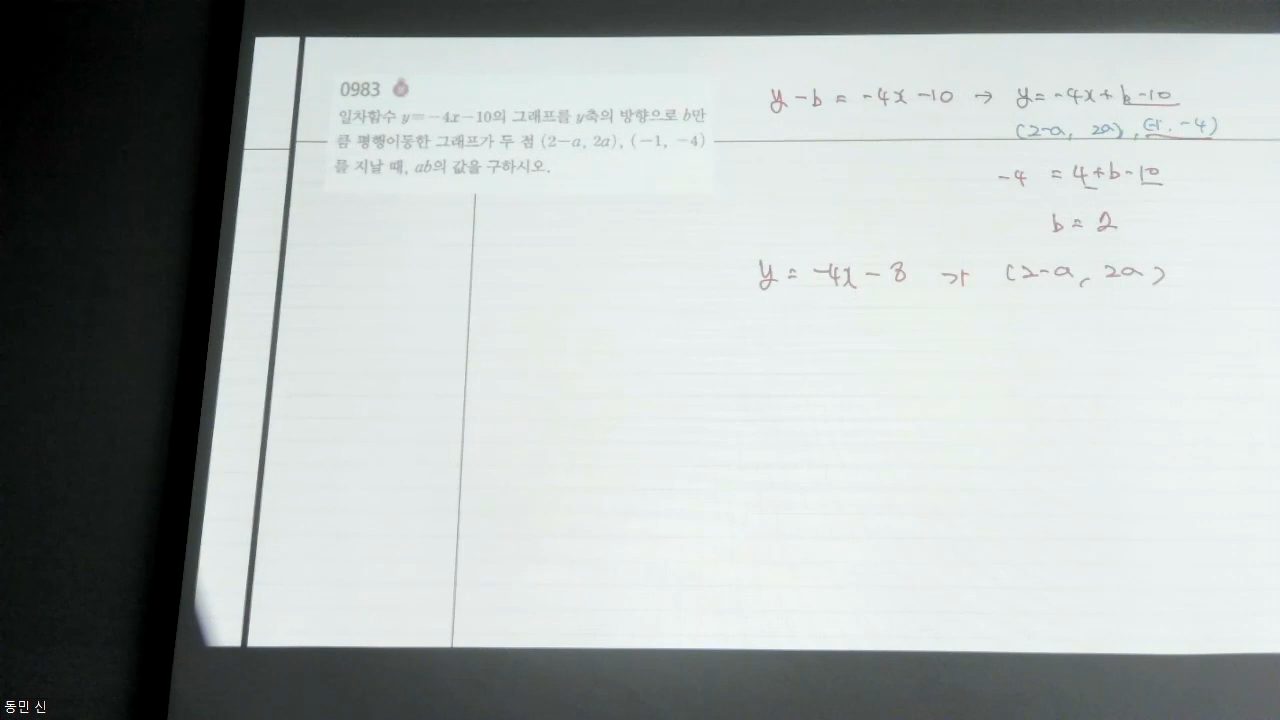 0983
일차함수 y=-4x-10의 그래프를 y축의 방향으로 b만
큼 평행이동한 그래프가 두 점 (2-a, 2a), (-1, -4)
를 지날 때, ab의 값을 구하시오.
y-b = -4x-10 → y=-4x+b-10
(2-a, 2a), (-1, -4)
-4 = 4+b-10
b=2
y = -4x-8 가 (2-a, 2a)
동민 신